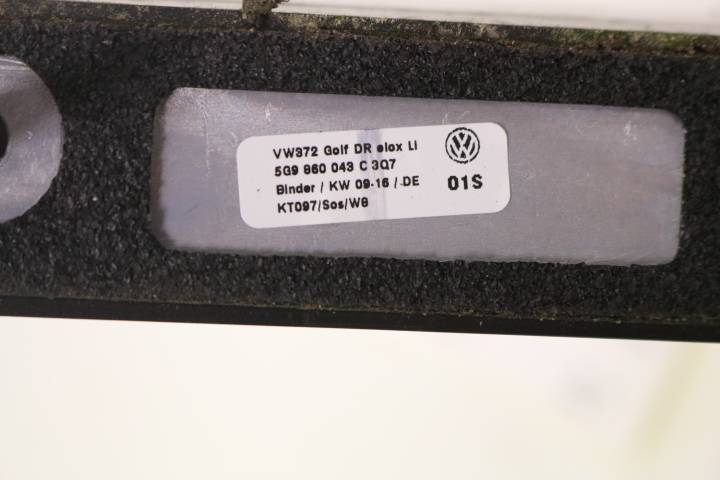 VW372 Golf DR elox Li
5G9 860 043 C 3Q7
Binder / KW 09-16 / DE
01S
KT097/Sos/W8